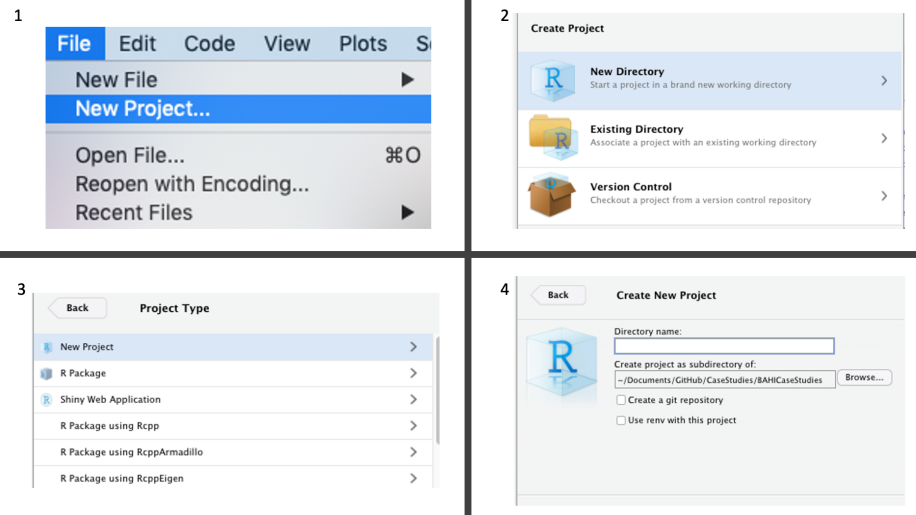 1
File Edit Code View Plots
New File
New Project...
Open File... ⌘O
Reopen with Encoding...
Recent Files
2
Create Project
New Directory
Start a project in a brand new working directory
Existing Directory
Associate a project with an existing working directory
Version Control
Checkout a project from a version control repository
3
Back Project Type
New Project
R Package
Shiny Web Application
R Package using Rcpp
R Package using RcppArmadillo
R Package using RcppEigen
4
Back Create New Project
Directory name:
Create project as subdirectory of:
~/Documents/GitHub/CaseStudies/BAHICaseStudies Browse...
Create a git repository
Use renv with this project